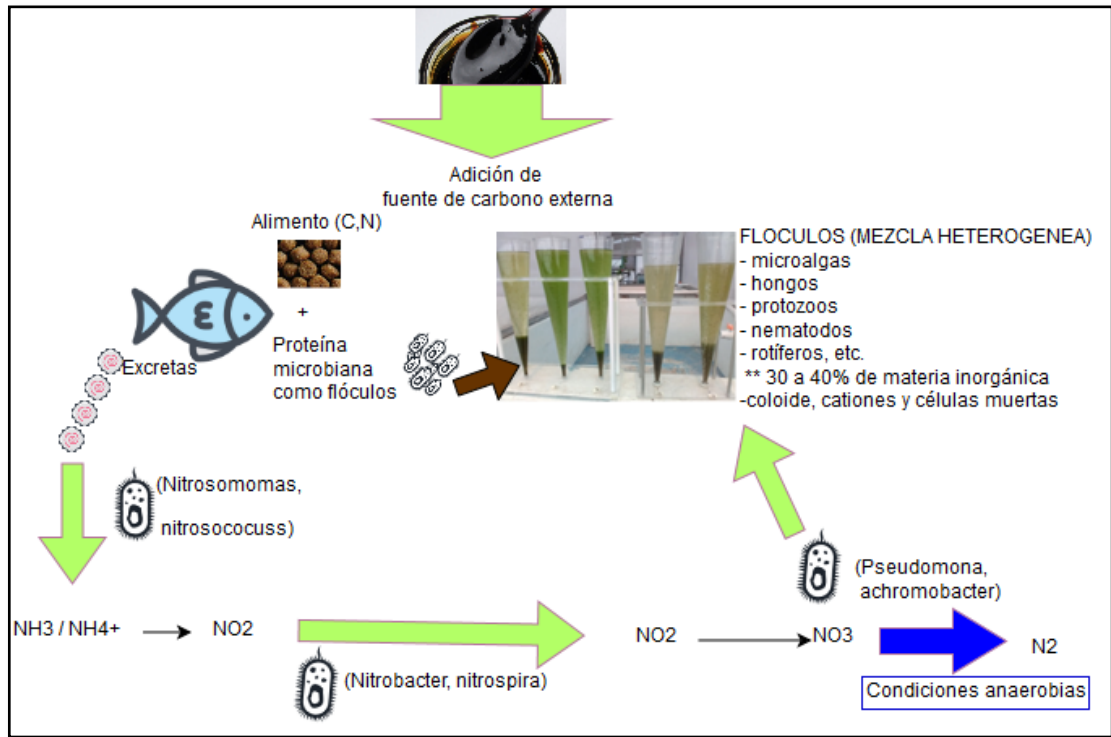 Adición de
fuente de carbono externa
Alimento (C,N)
+
Proteína
microbiana
como flóculos
Excretas
FLOCULOS (MEZCLA HETEROGENEA)
- microalgas
- hongos
- protozoos
- nematodos
- rotíferos, etc.
** 30 a 40% de materia inorgánica
-coloide, cationes y células muertas
(Nitrosomomas,
nitrosococuss)
(Pseudomona,
achromobacter)
NH3 / NH4+
NO2
NO2
NO3
N2
(Nitrobacter, nitrospira)
Condiciones anaerobias